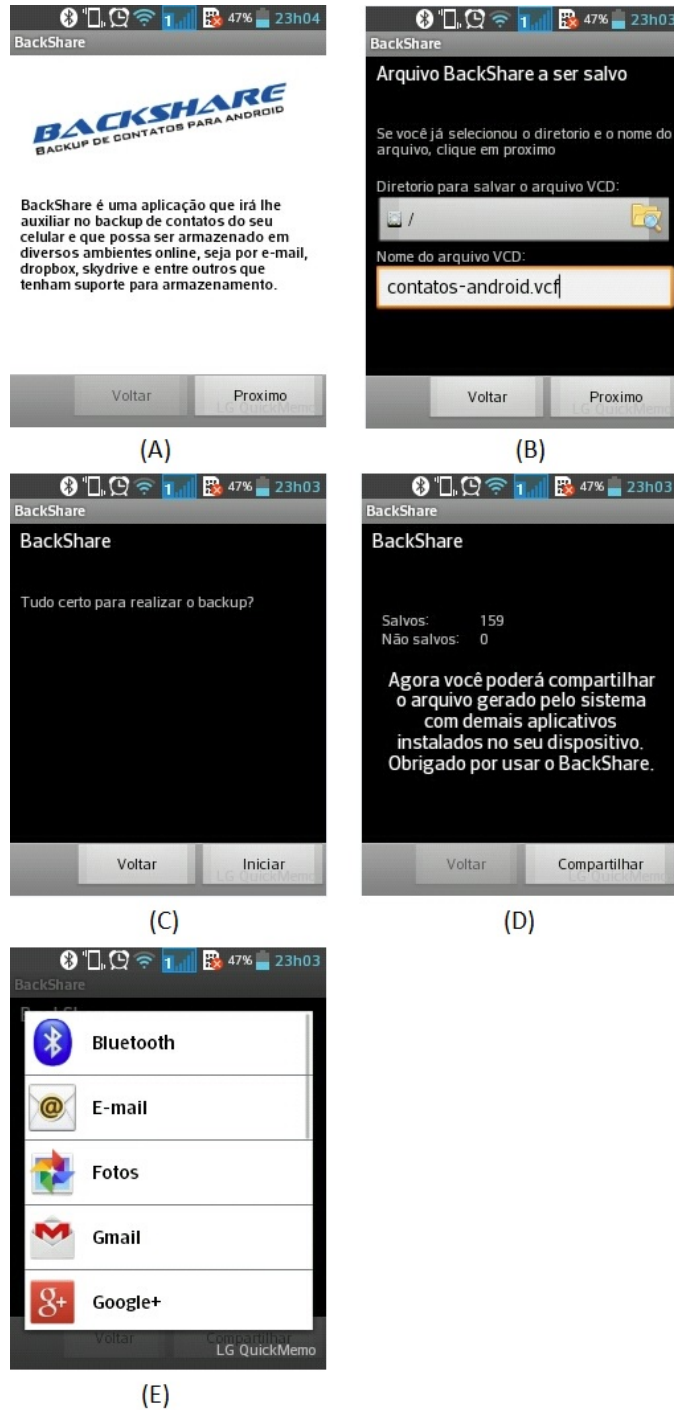 47% 23h04
BackShare
BACKSHARE
BACKUP DE CONTATOS PARA ANDROID
BackShare é uma aplicação que irá lhe
auxiliar no backup de contatos do seu
celular e que possa ser armazenado em
diversos ambientes online, seja por e-mail,
dropbox, skydrive e entre outros que
tenham suporte para armazenamento.
Voltar Proximo
LG QuickMemo
(A)
47% 23h03
BackShare
Arquivo BackShare a ser salvo
Se você já selecionou o diretorio e o nome do
arquivo, clique em proximo
Diretorio para salvar o arquivo VCD:
/
Nome do arquivo VCD:
contatos-android.vcf
Voltar Proximo
LG QuickMemo
(B)
1 47% 23h03
BackShare
BackShare
Tudo certo para realizar o backup?
Voltar Iniciar
LG QuickMemo
(C)
1 47% 23h03
BackShare
BackShare
Salvos: 159
Não salvos: 0
Agora você poderá compartilhar
o arquivo gerado pelo sistema
com demais aplicativos
instalados no seu dispositivo.
Obrigado por usar o BackShare.
Voltar Compartilhar
LG QuickMemo
(D)
1 47% 23h03
BackShare
Bluetooth
E-mail
Fotos
Gmail
Google+
Voltar Compartilhar
LG QuickMemo
(E)